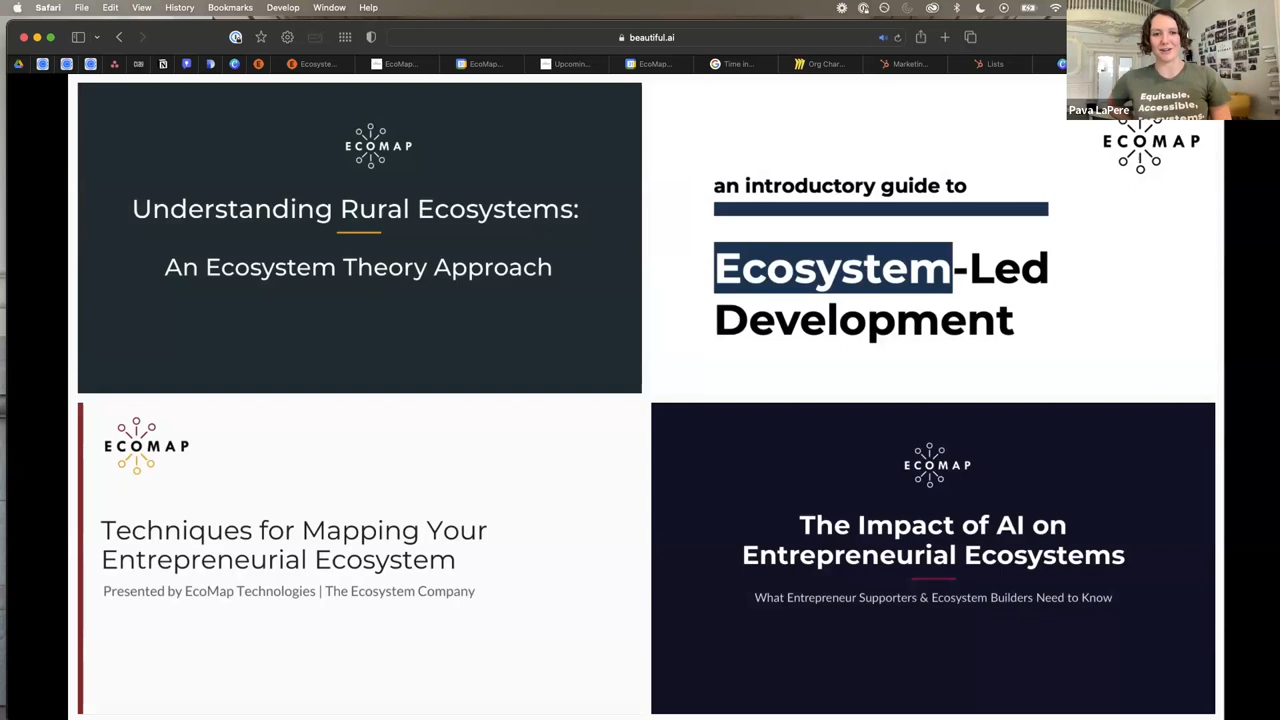 Safari File Edit View History Bookmarks Develop Window Help
beautiful.ai
Ecosyste...
EcoMap...
EcoMap...
Upcomin...
EcoMap...
Time in...
Org Char...
Marketin...
Lists
Equitable,
Accessible,
Pava LaPere
ECOMAP
Understanding Rural Ecosystems:
An Ecosystem Theory Approach
ECOMAP
an introductory guide to
Ecosystem-Led
Development
ECOMAP
Techniques for Mapping Your
Entrepreneurial Ecosystem
Presented by EcoMap Technologies | The Ecosystem Company
ECOMAP
The Impact of AI on
Entrepreneurial Ecosystems
What Entrepreneur Supporters & Ecosystem Builders Need to Know